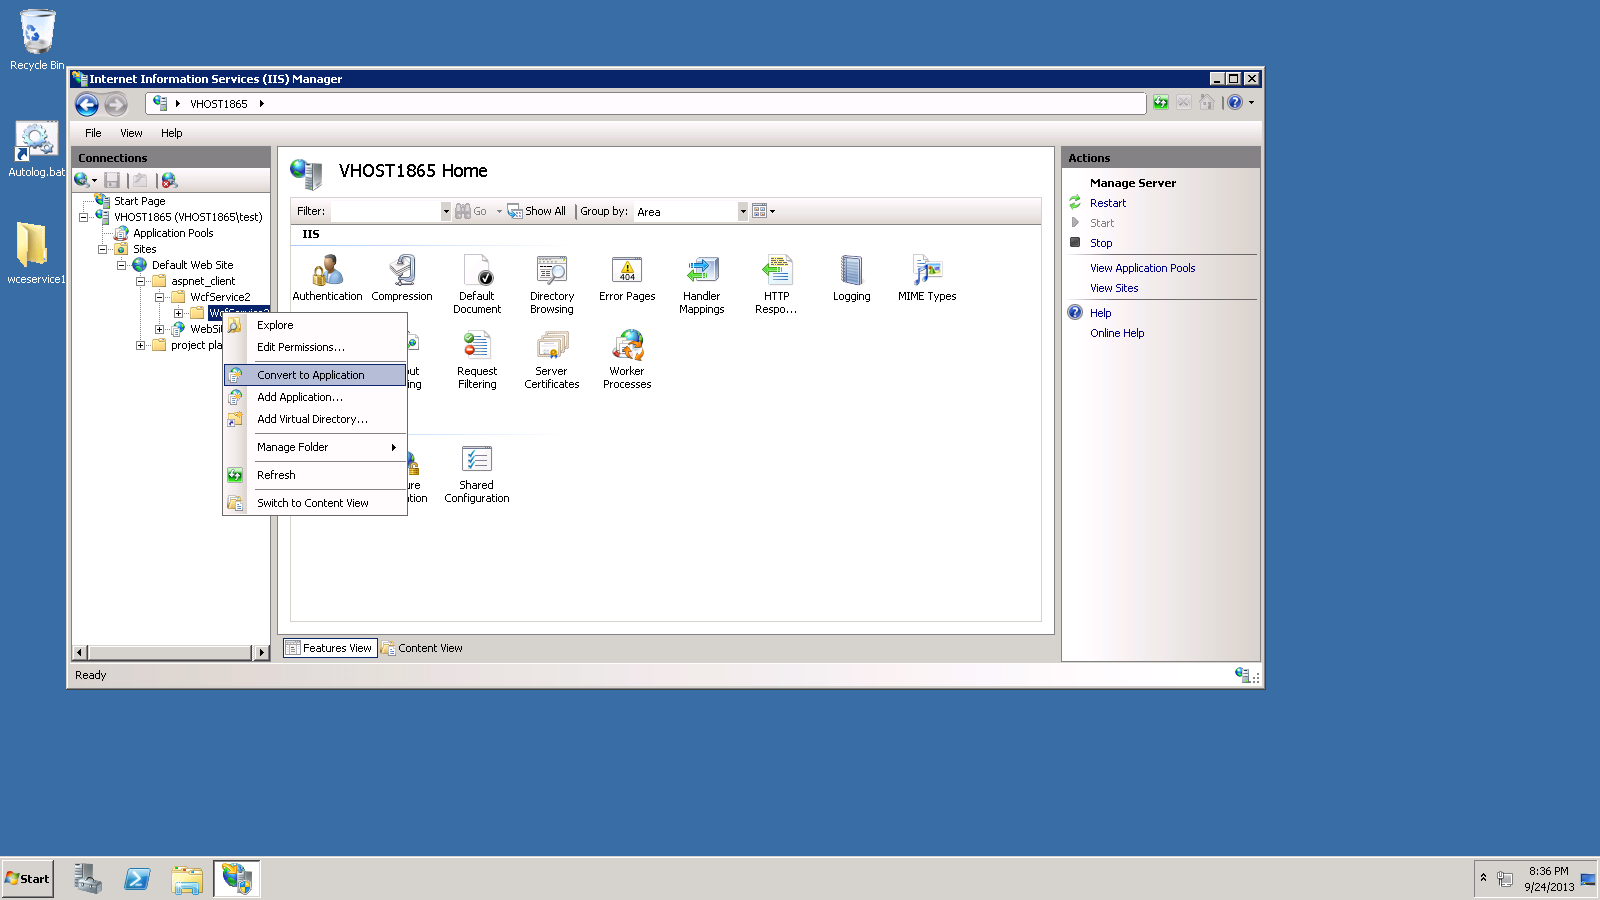 Recycle Bin
Autolog.bat
wceservice1
Internet Information Services (IIS) Manager
VHOST1865
File View Help
Connections
Start Page
VHOST1865 (VHOST1865\test)
Application Pools
Sites
Default Web Site
aspnet_client
WcfService2
WebSit
project pla
Explore
Edit Permissions...
Convert to Application
Add Application...
Add Virtual Directory...
Manage Folder
Refresh
Switch to Content View
VHOST1865 Home
Filter: Go Show All Group by: Area
IIS
Authentication
Compression
Default Document
Directory Browsing
Error Pages
404
Handler Mappings
HTTP Respo...
Logging
MIME Types
Request Filtering
Server Certificates
Worker Processes
Shared Configuration
Features View Content View
Actions
Manage Server
Restart
Start
Stop
View Application Pools
View Sites
Help
Online Help
Ready
Start
8:36 PM
9/24/2013